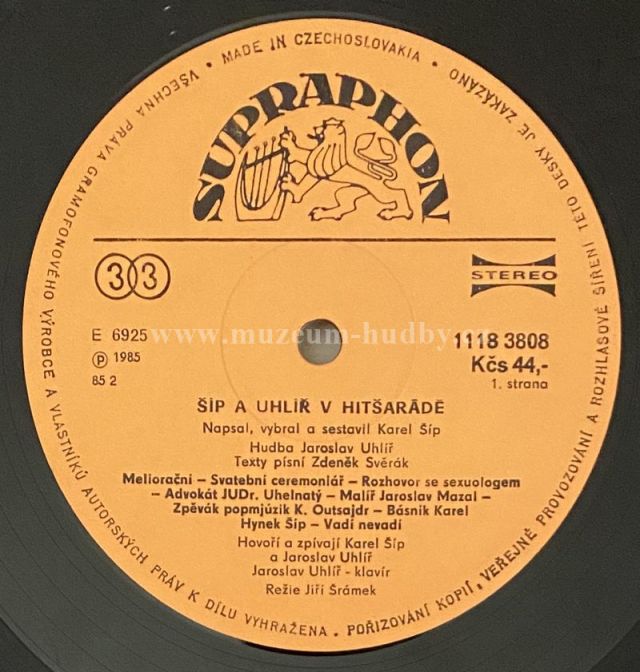 VŠECHNA PRÁVA GRAMOFONOVÉHO VÝROBCE A VLASTNÍKŮ AUTORSKÝCH PRÁV K DÍLU VYHRAŽENA • POŘIZOVÁNÍ KOPIÍ, VEŘEJNÉ PROVOZOVÁNÍ A ROZHLASOVÉ ŠÍŘENÍ TÉTO DESKY JE ZAKÁZÁNO • MADE IN CZECHOSLOVAKIA •
SUPRAPHON
33
STEREO
E 6925
Ⓟ 1985
85 2
1118 3808
Kčs 44,-
1. strana
www.muzeum-hudby.cz
ŠÍP A UHLÍŘ V HITŠARÁDĚ
Napsal, vybral a sestavil Karel Šíp
Hudba Jaroslav Uhlíř
Texty písní Zdeněk Svěrák
Meliorační – Svatební ceremonlář – Rozhovor se sexuologem
– Advokát JUDr. Uhelnatý – Malíř Jaroslav Mazal –
Zpěvák popmjúzik K. Outsajdr – Básník Karel
Hynek Šíp – Vadí nevadí
Hovoří a zpívají Karel Šíp
a Jaroslav Uhlíř
Jaroslav Uhlíř - klavír
Režie Jiří Šrámek